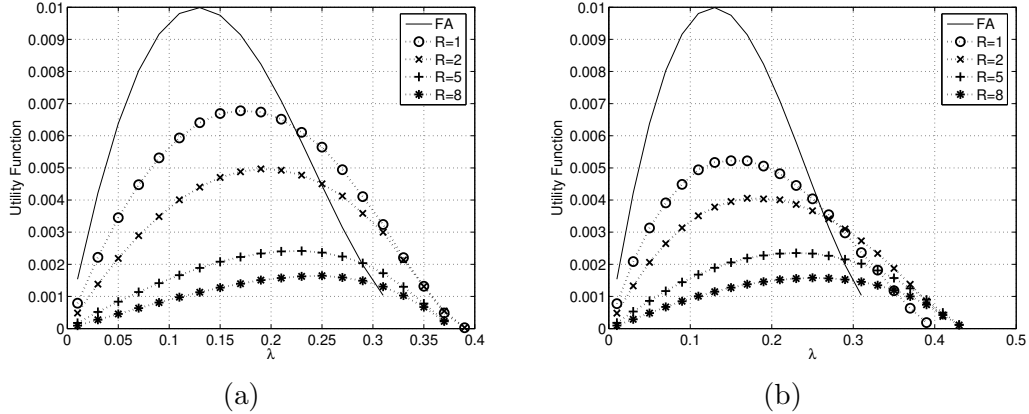 0.01
0.009
0.008
0.007
0.006
0.005
0.004
0.003
0.002
0.001
0
Utility Function
0 0.05 0.1 0.15 0.2 0.25 0.3 0.35 0.4
λ
FA
R=1
R=2
R=5
R=8
(a)
0.01
0.009
0.008
0.007
0.006
0.005
0.004
0.003
0.002
0.001
0
Utility Function
0 0.1 0.2 0.3 0.4 0.5
λ
FA
R=1
R=2
R=5
R=8
(b)